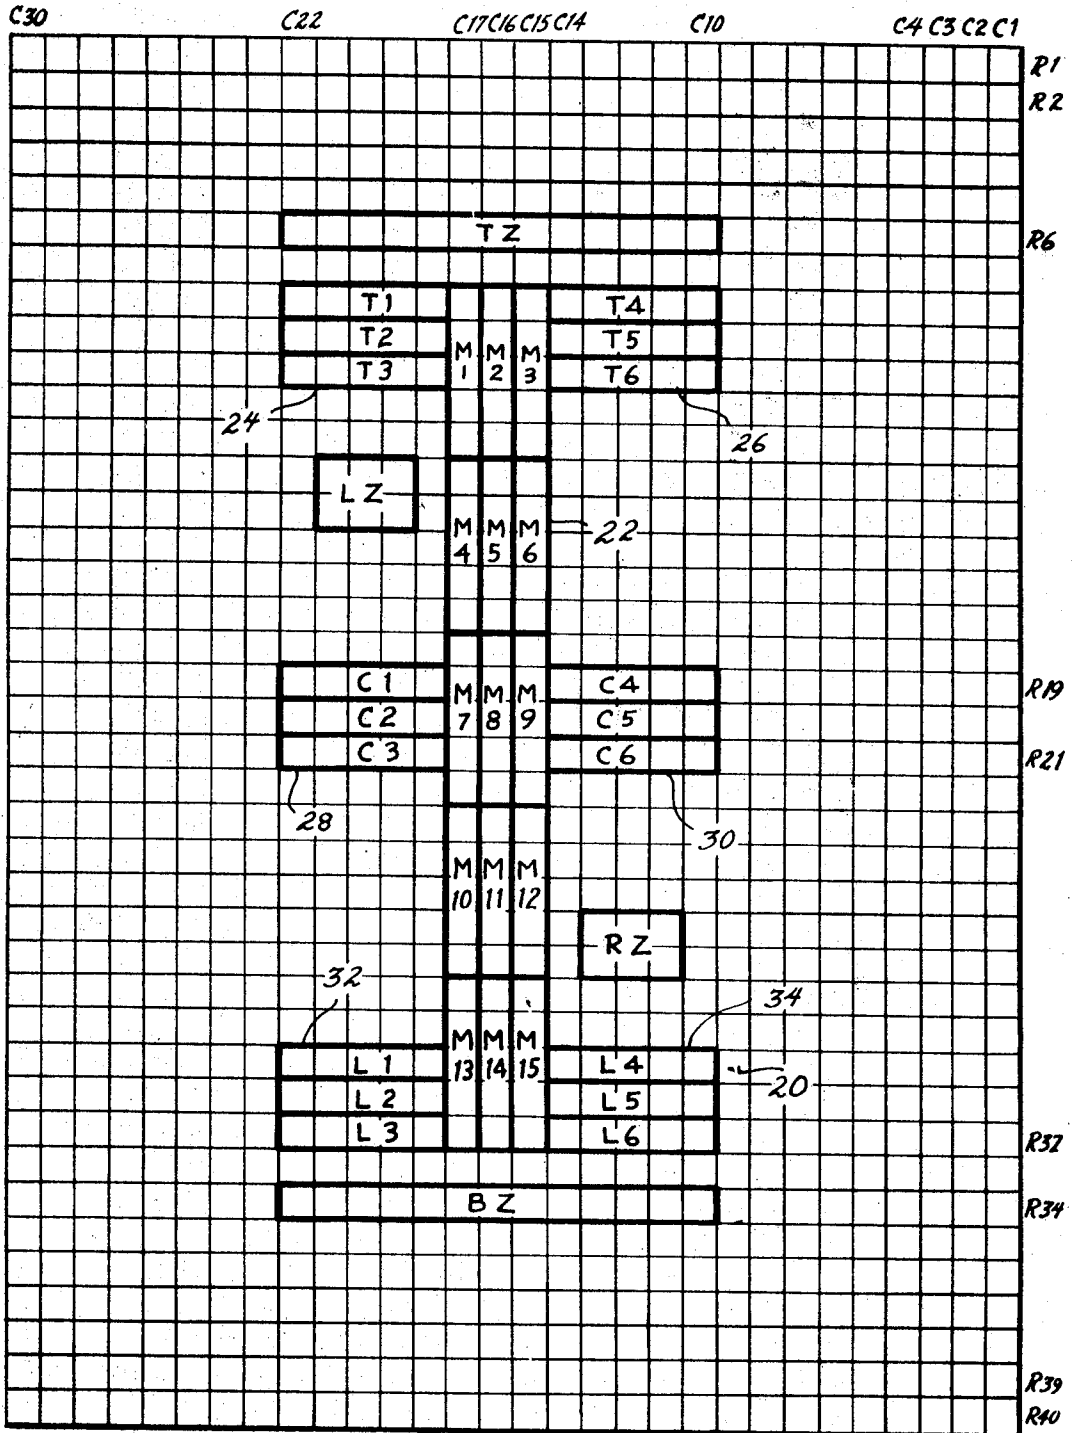 C30 C22 C17 C16 C15 C14 C10 C4 C3 C2 C1
R1
R2
TZ R6
T1 T4
T2 T5
M M M
T3 1 2 3 T6
24 26
LZ
M M M 22
4 5 6
C1 C4 R19
M M M
C2 7 8 9 C5
C3 C6 R21
28 30
M M M
10 11 12
RZ
32 34
M M M
L1 13 14 15 L4 20
L2 L5
L3 L6 R32
BZ R34
R39
R40